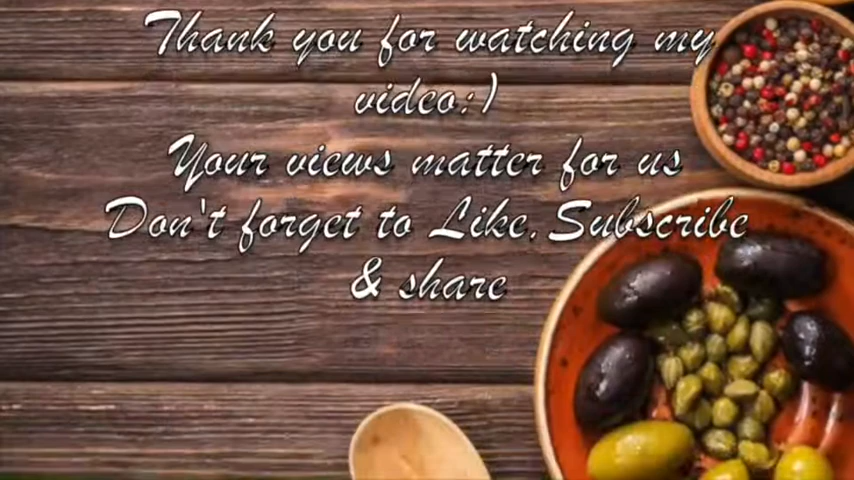 Thank you for watching my
video:)
Your views matter for us
Don't forget to Like, Subscribe
& share